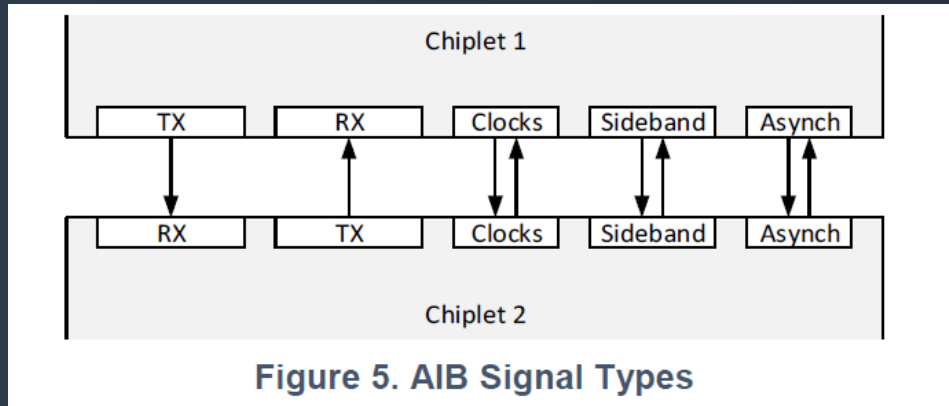 Chiplet 1
TX RX Clocks Sideband Asynch
RX TX Clocks Sideband Asynch
Chiplet 2
Figure 5. AIB Signal Types